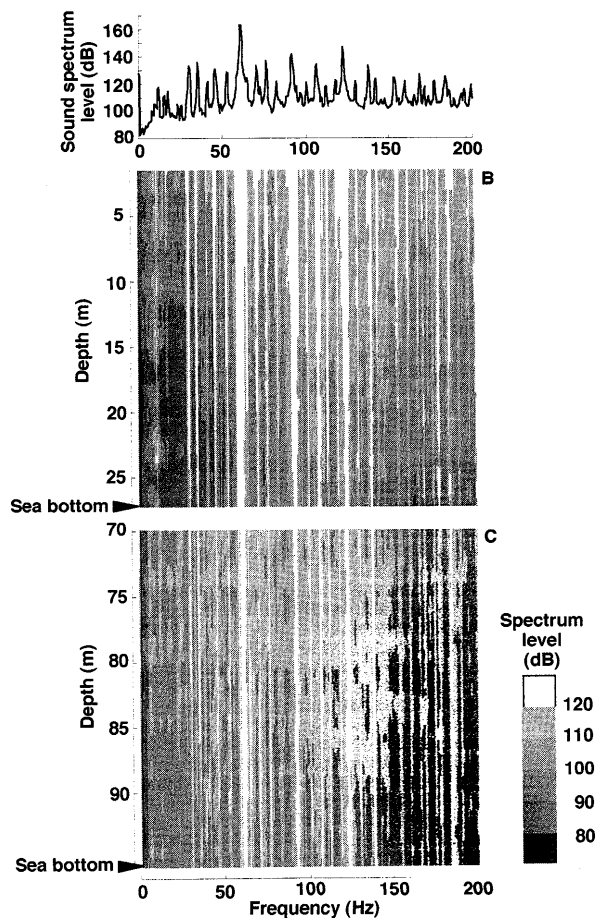 Sound spectrum
level (dB)
160
140
120
100
80
0
50
100
150
200
B
Depth (m)
5
10
15
20
25
Sea bottom
C
Depth (m)
70
75
80
85
90
Sea bottom
0
50
100
150
200
Frequency (Hz)
Spectrum
level
(dB)
120
110
100
90
80